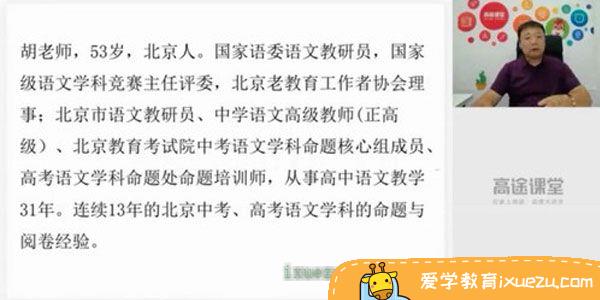 胡老师，53岁，北京人。国家语委语文教研员，国家
级语文学科竞赛主任评委，北京老教育工作者协会理
事；北京市语文教研员、中学语文高级教师(正高
级）、北京教育考试院中考语文学科命题核心组成员、
高考语文学科命题处命题培训师，从事高中语文教学
31年。连续13年的北京中考、高考语文学科的命题与
阅卷经验。
高途课堂
高途课堂
ixuezu
爱学教育ixuezu.com